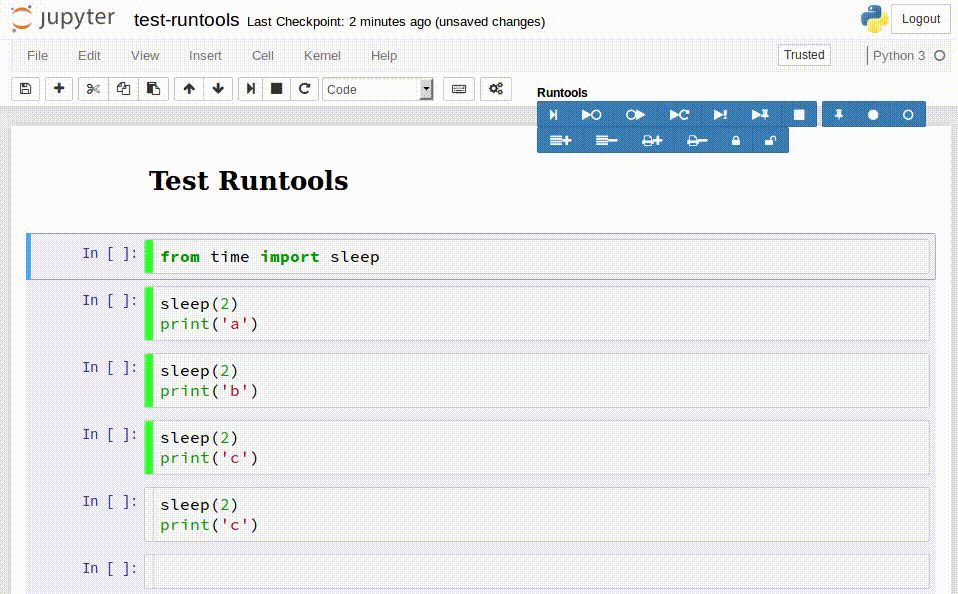 jupyter test-runtools Last Checkpoint: 2 minutes ago (unsaved changes) Logout
File Edit View Insert Cell Kernel Help Trusted Python 3
Code
Runtools
Test Runtools
In [ ]: from time import sleep
In [ ]: sleep(2)
print('a')
In [ ]: sleep(2)
print('b')
In [ ]: sleep(2)
print('c')
In [ ]: sleep(2)
print('c')
In [ ]: